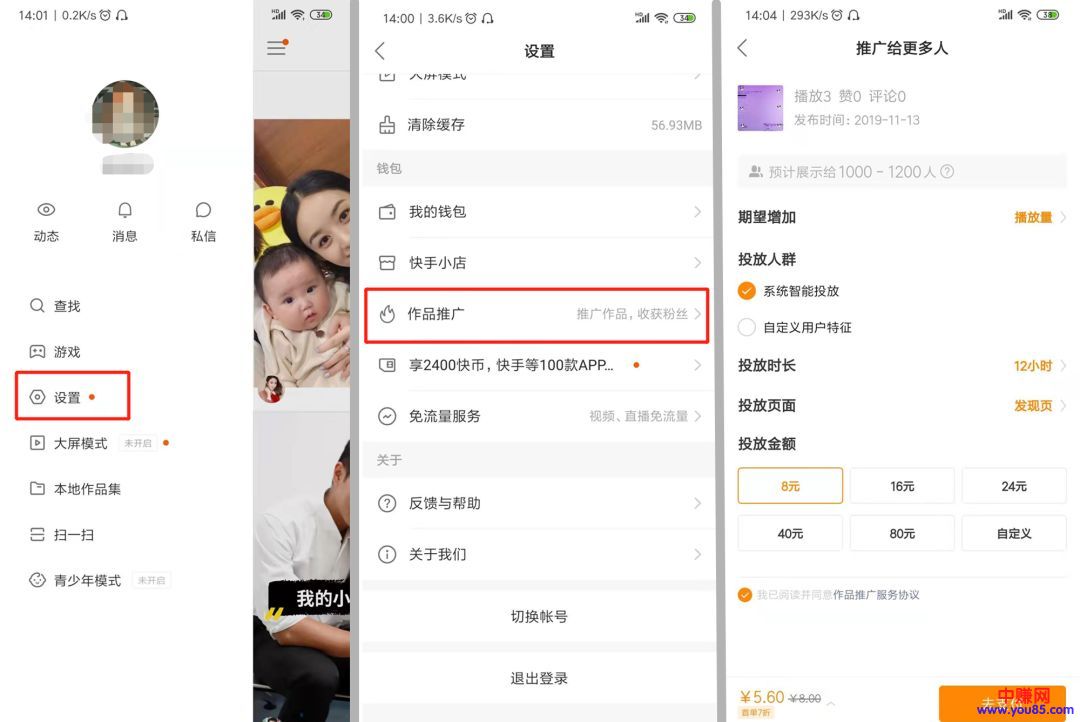 14:01 | 0.2K/s
HD
34
动态
消息
私信
查找
游戏
设置
大屏模式
未开启
本地作品集
扫一扫
青少年模式
未开启
我的小
14:00 | 3.6K/s
HD
34
设置
大屏模式
清除缓存
56.93MB
钱包
我的钱包
快手小店
作品推广
推广作品，收获粉丝
享2400快币，快手等100款APP...
免流量服务
视频、直播免流量
关于
反馈与帮助
关于我们
切换帐号
退出登录
14:04 | 293K/s
HD
38
推广给更多人
播放3 赞0 评论0
发布时间：2019-11-13
预计展示给1000 - 1200人
期望增加
播放量
投放人群
系统智能投放
自定义用户特征
投放时长
12小时
投放页面
发现页
投放金额
8元
16元
24元
40元
80元
自定义
我已阅读并同意作品推广服务协议
¥5.60 ¥8.00
首单7折
中赚网
www.you85.com